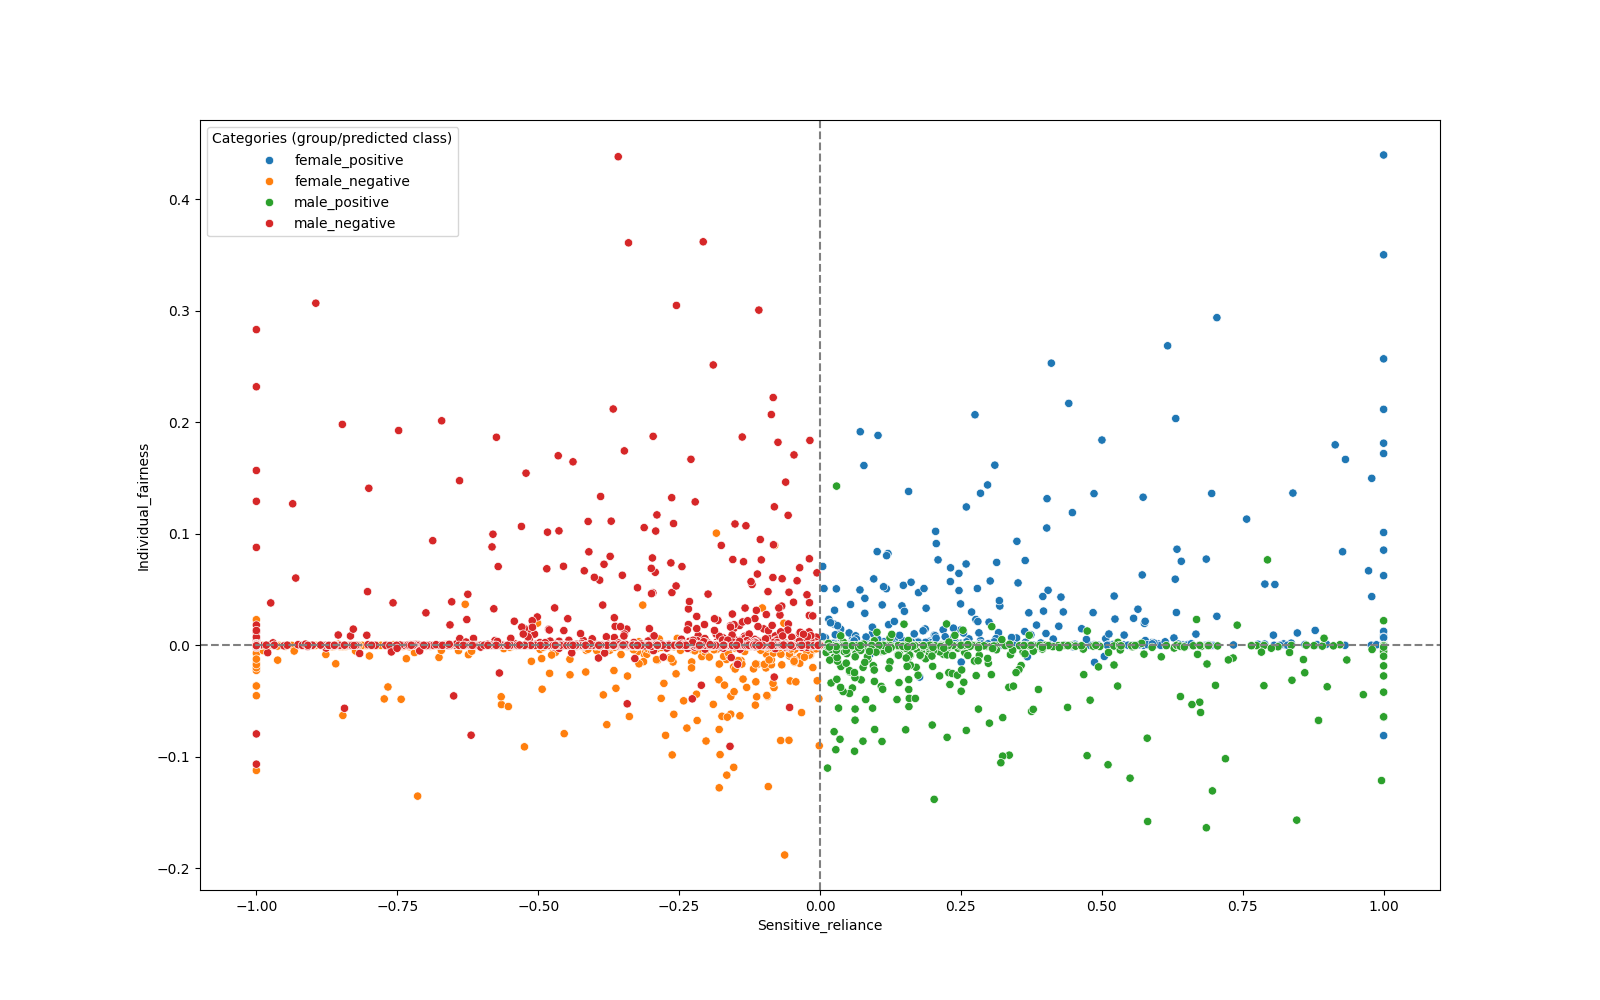 Categories (group/predicted class)
female_positive
female_negative
male_positive
male_negative
Individual_fairness
0.4
0.3
0.2
0.1
0.0
−0.1
−0.2
−1.00 −0.75 −0.50 −0.25 0.00 0.25 0.50 0.75 1.00
Sensitive_reliance